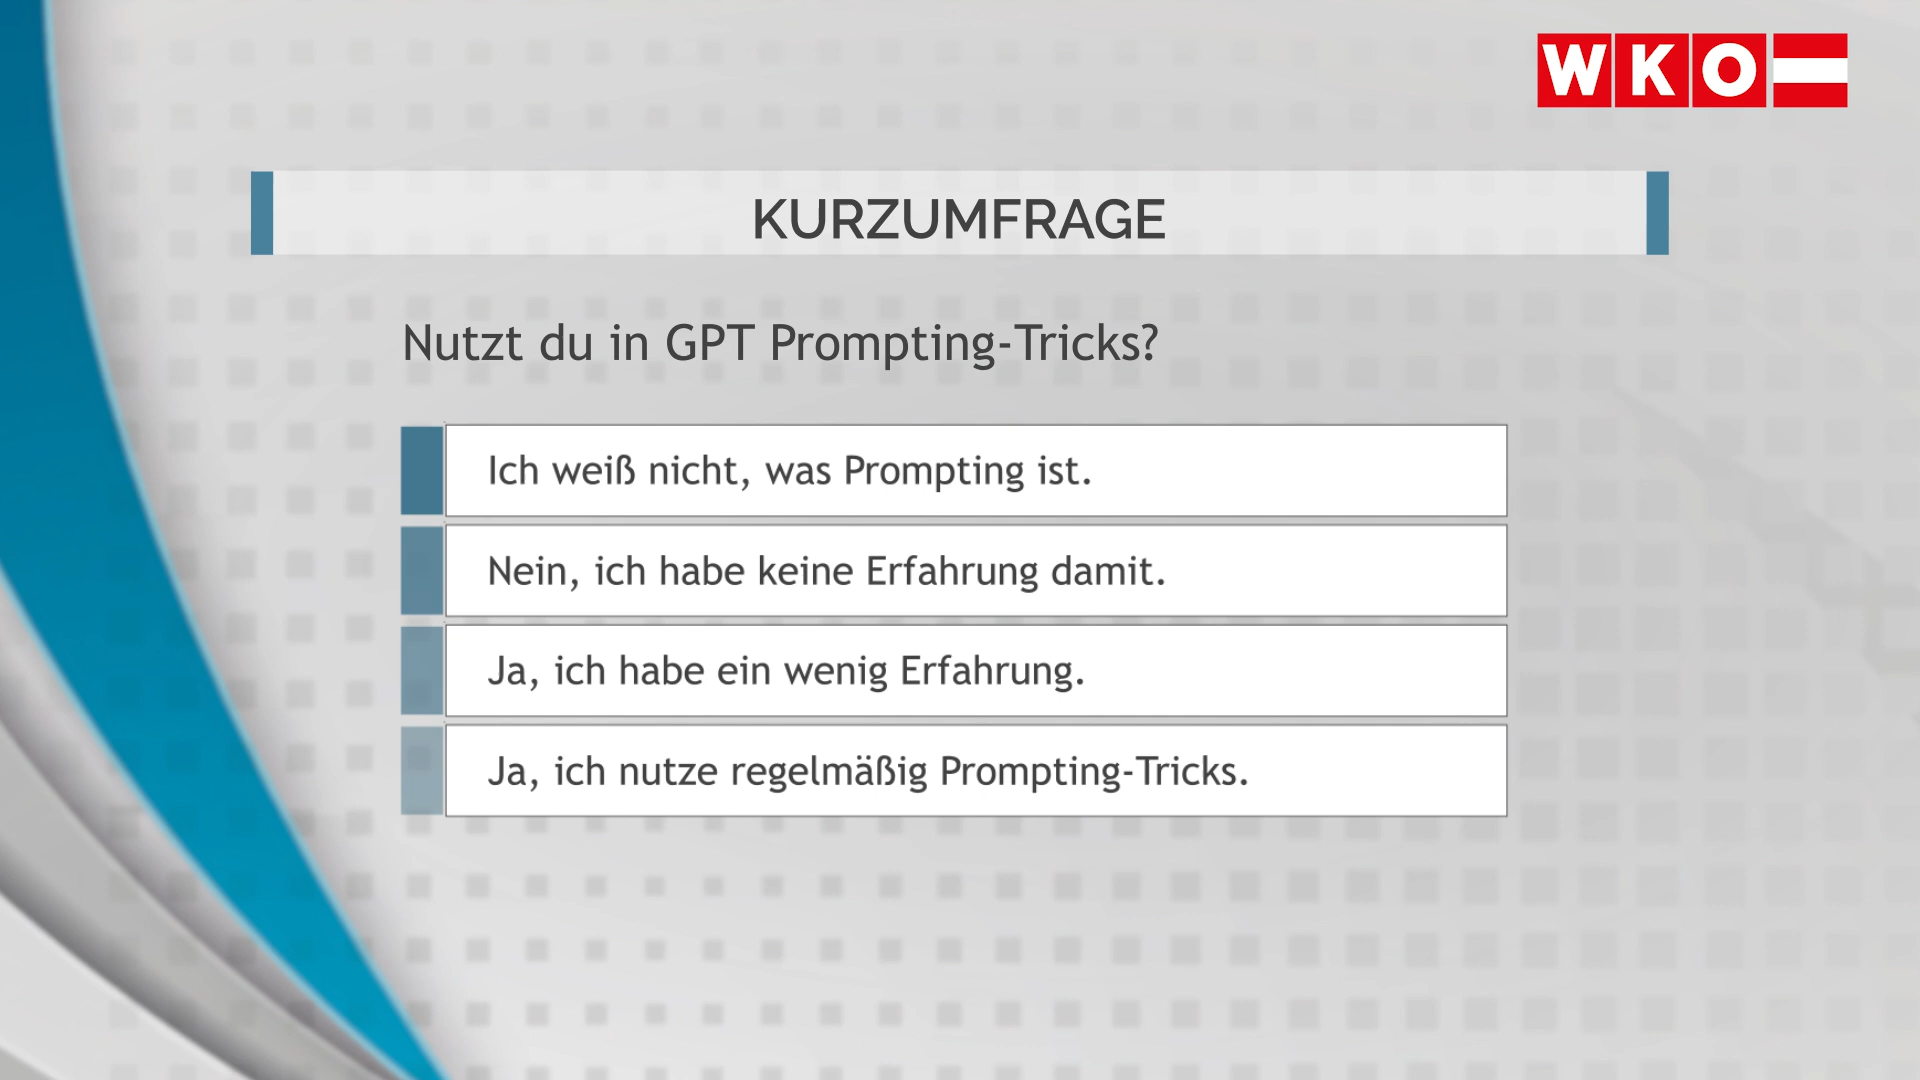 WKO
KURZUMFRAGE
Nutzt du in GPT Prompting-Tricks?
Ich weiß nicht, was Prompting ist.
Nein, ich habe keine Erfahrung damit.
Ja, ich habe ein wenig Erfahrung.
Ja, ich nutze regelmäßig Prompting-Tricks.